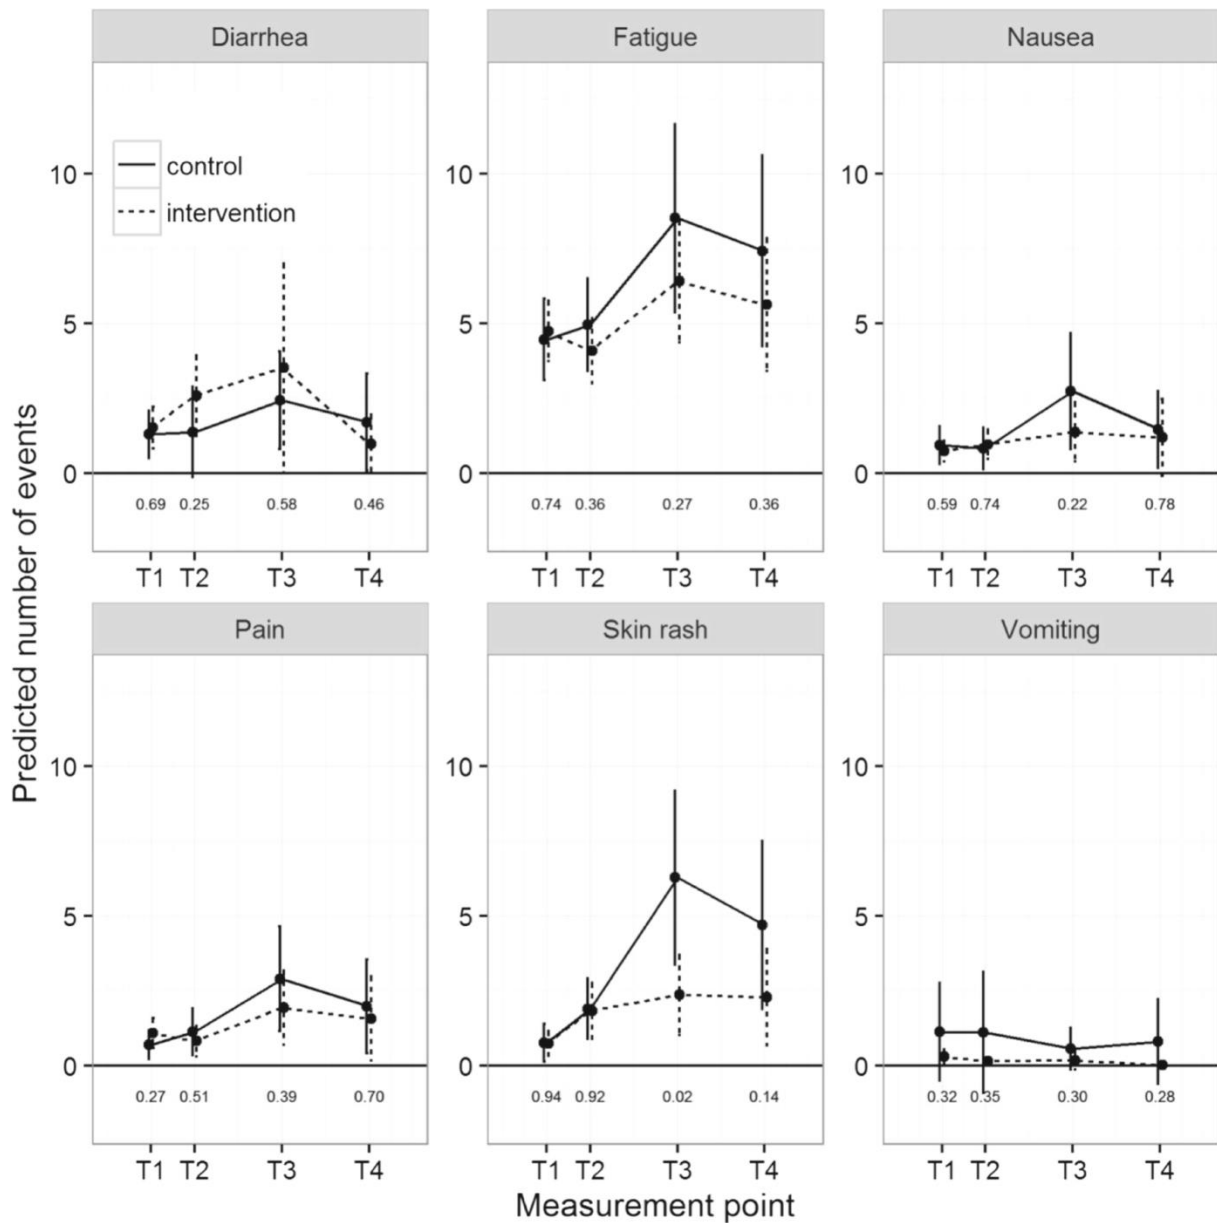 Diarrhea Fatigue Nausea
control
intervention
10 10 10
5 5 5
0 0 0
0.69 0.25 0.58 0.46 0.74 0.36 0.27 0.36 0.59 0.74 0.22 0.78
T1 T2 T3 T4 T1 T2 T3 T4 T1 T2 T3 T4
Predicted number of events
Pain Skin rash Vomiting
10 10 10
5 5 5
0 0 0
0.27 0.51 0.39 0.70 0.94 0.92 0.02 0.14 0.32 0.35 0.30 0.28
T1 T2 T3 T4 T1 T2 T3 T4 T1 T2 T3 T4
Measurement point